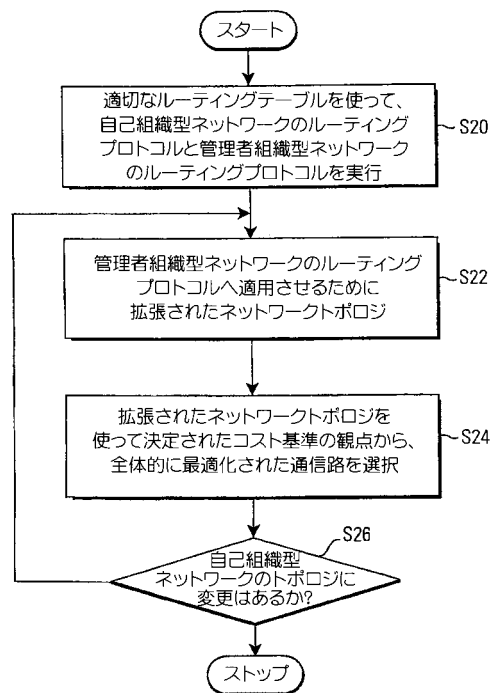 スタート
適切なルーティングテーブルを使って、
自己組織型ネットワークのルーティング
プロトコルと管理者組織型ネットワーク
のルーティングプロトコルを実行
S20
管理者組織型ネットワークのルーティング
プロトコルへ適用させるために
拡張されたネットワークトポロジ
S22
拡張されたネットワークトポロジを
使って決定されたコスト基準の観点から、
全体的に最適化された通信路を選択
S24
S26
自己組織型
ネットワークのトポロジに
変更はあるか?
ストップ